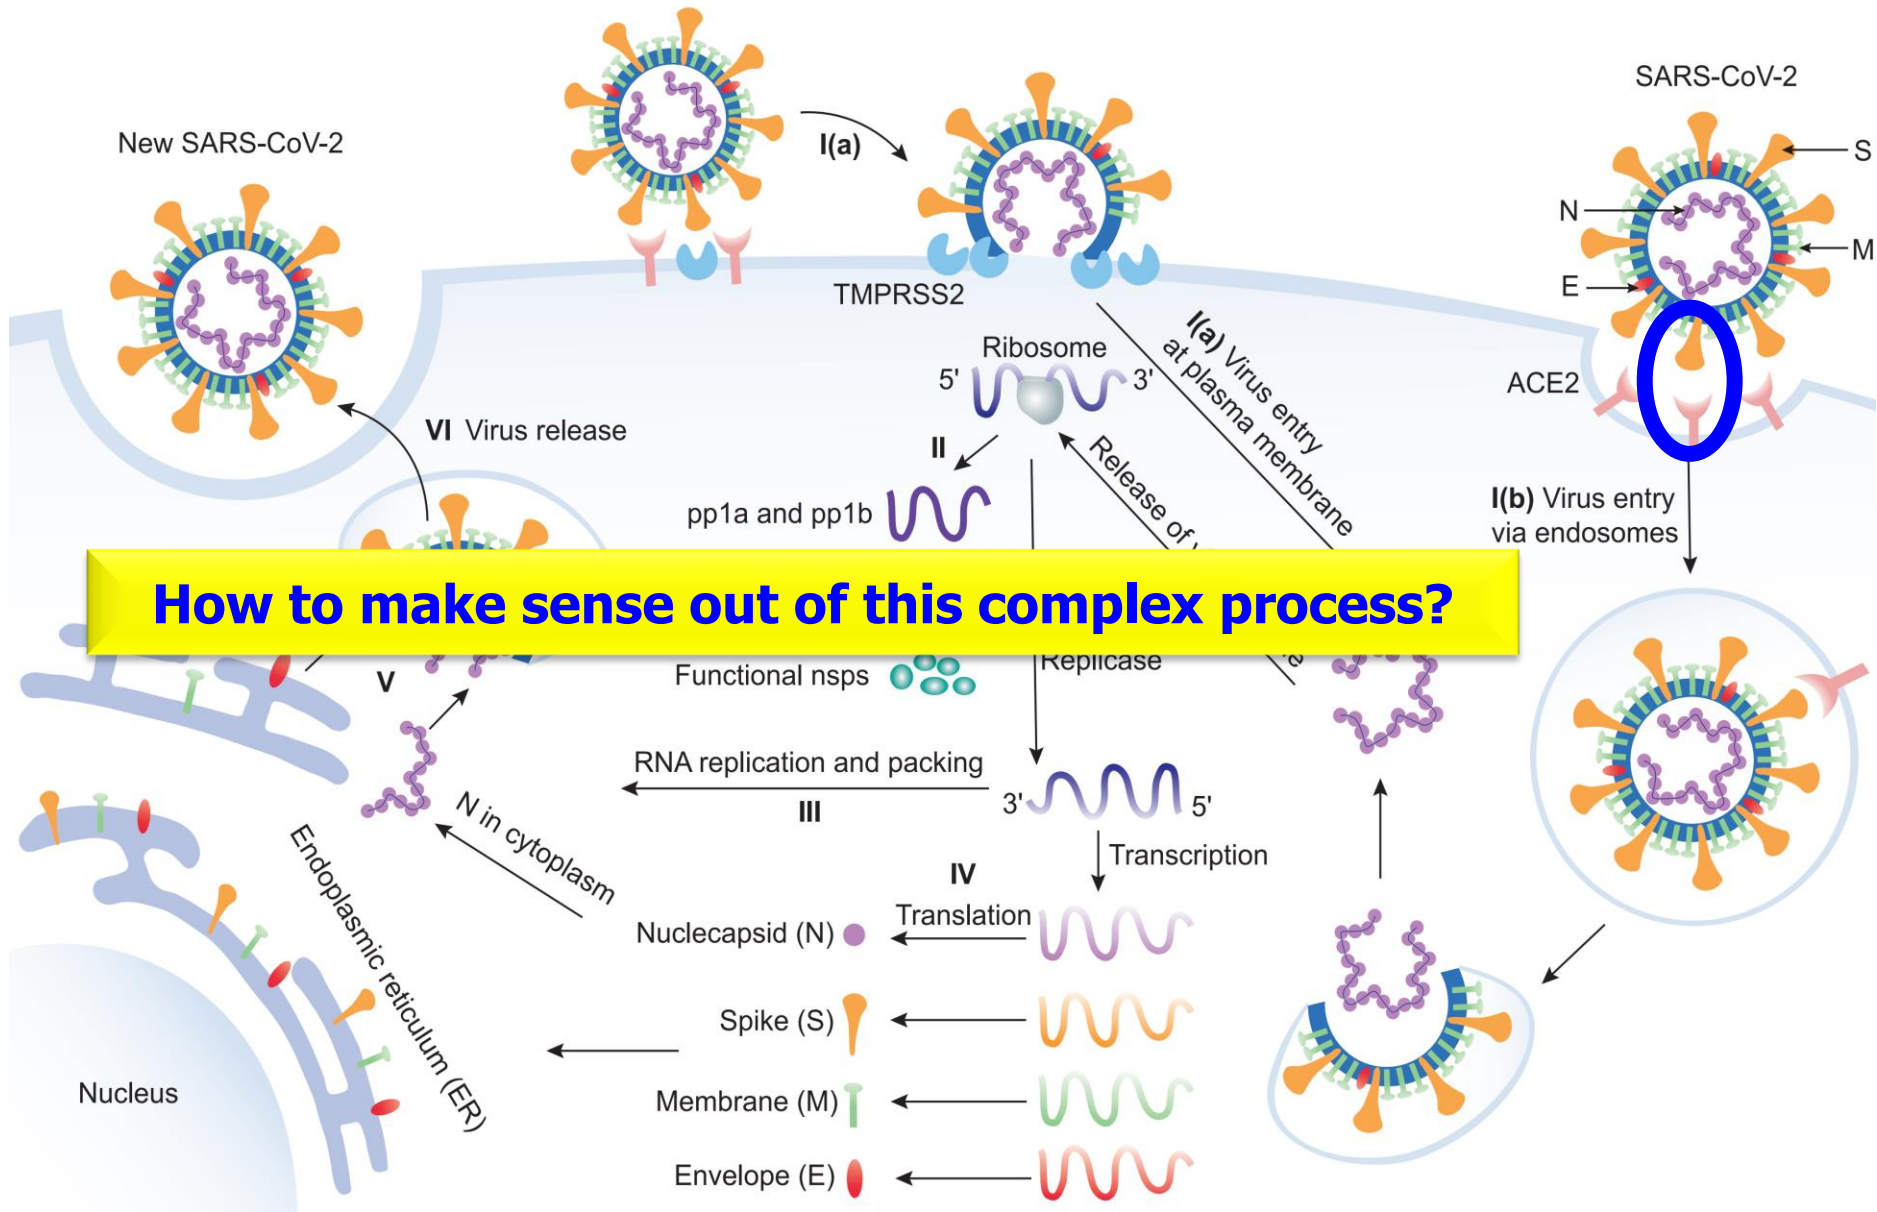 SARS-CoV-2
New SARS-CoV-2
I(a)
S
N
M
E
TMPRSS2
ACE2
Ribosome
5'
3'
I(a) Virus entry
at plasma membrane
Release of
VI Virus release
II
pp1a and pp1b
I(b) Virus entry
via endosomes
How to make sense out of this complex process?
V
Functional nsps
Replicase
RNA replication and packing
III
3'
5'
N in cytoplasm
Transcription
IV
Translation
Endoplasmic reticulum (ER)
Nuclecapsid (N)
Spike (S)
Nucleus
Membrane (M)
Envelope (E)